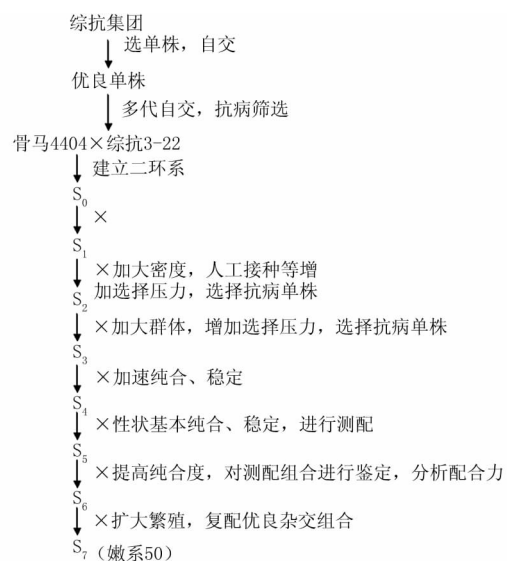 综抗集团
选单株，自交
优良单株
多代自交，抗病筛选
骨马4404×综抗3-22
建立二环系
S₀
×
S₁
×加大密度，人工接种等增
加选择压力，选择抗病单株
S₂
×加大群体，增加选择压力，选择抗病单株
S₃
×加速纯合、稳定
S₄
×性状基本纯合、稳定，进行测配
S₅
×提高纯合度，对测配组合进行鉴定，分析配合力
S₆
×扩大繁殖，复配优良杂交组合
S₇（嫩系50）